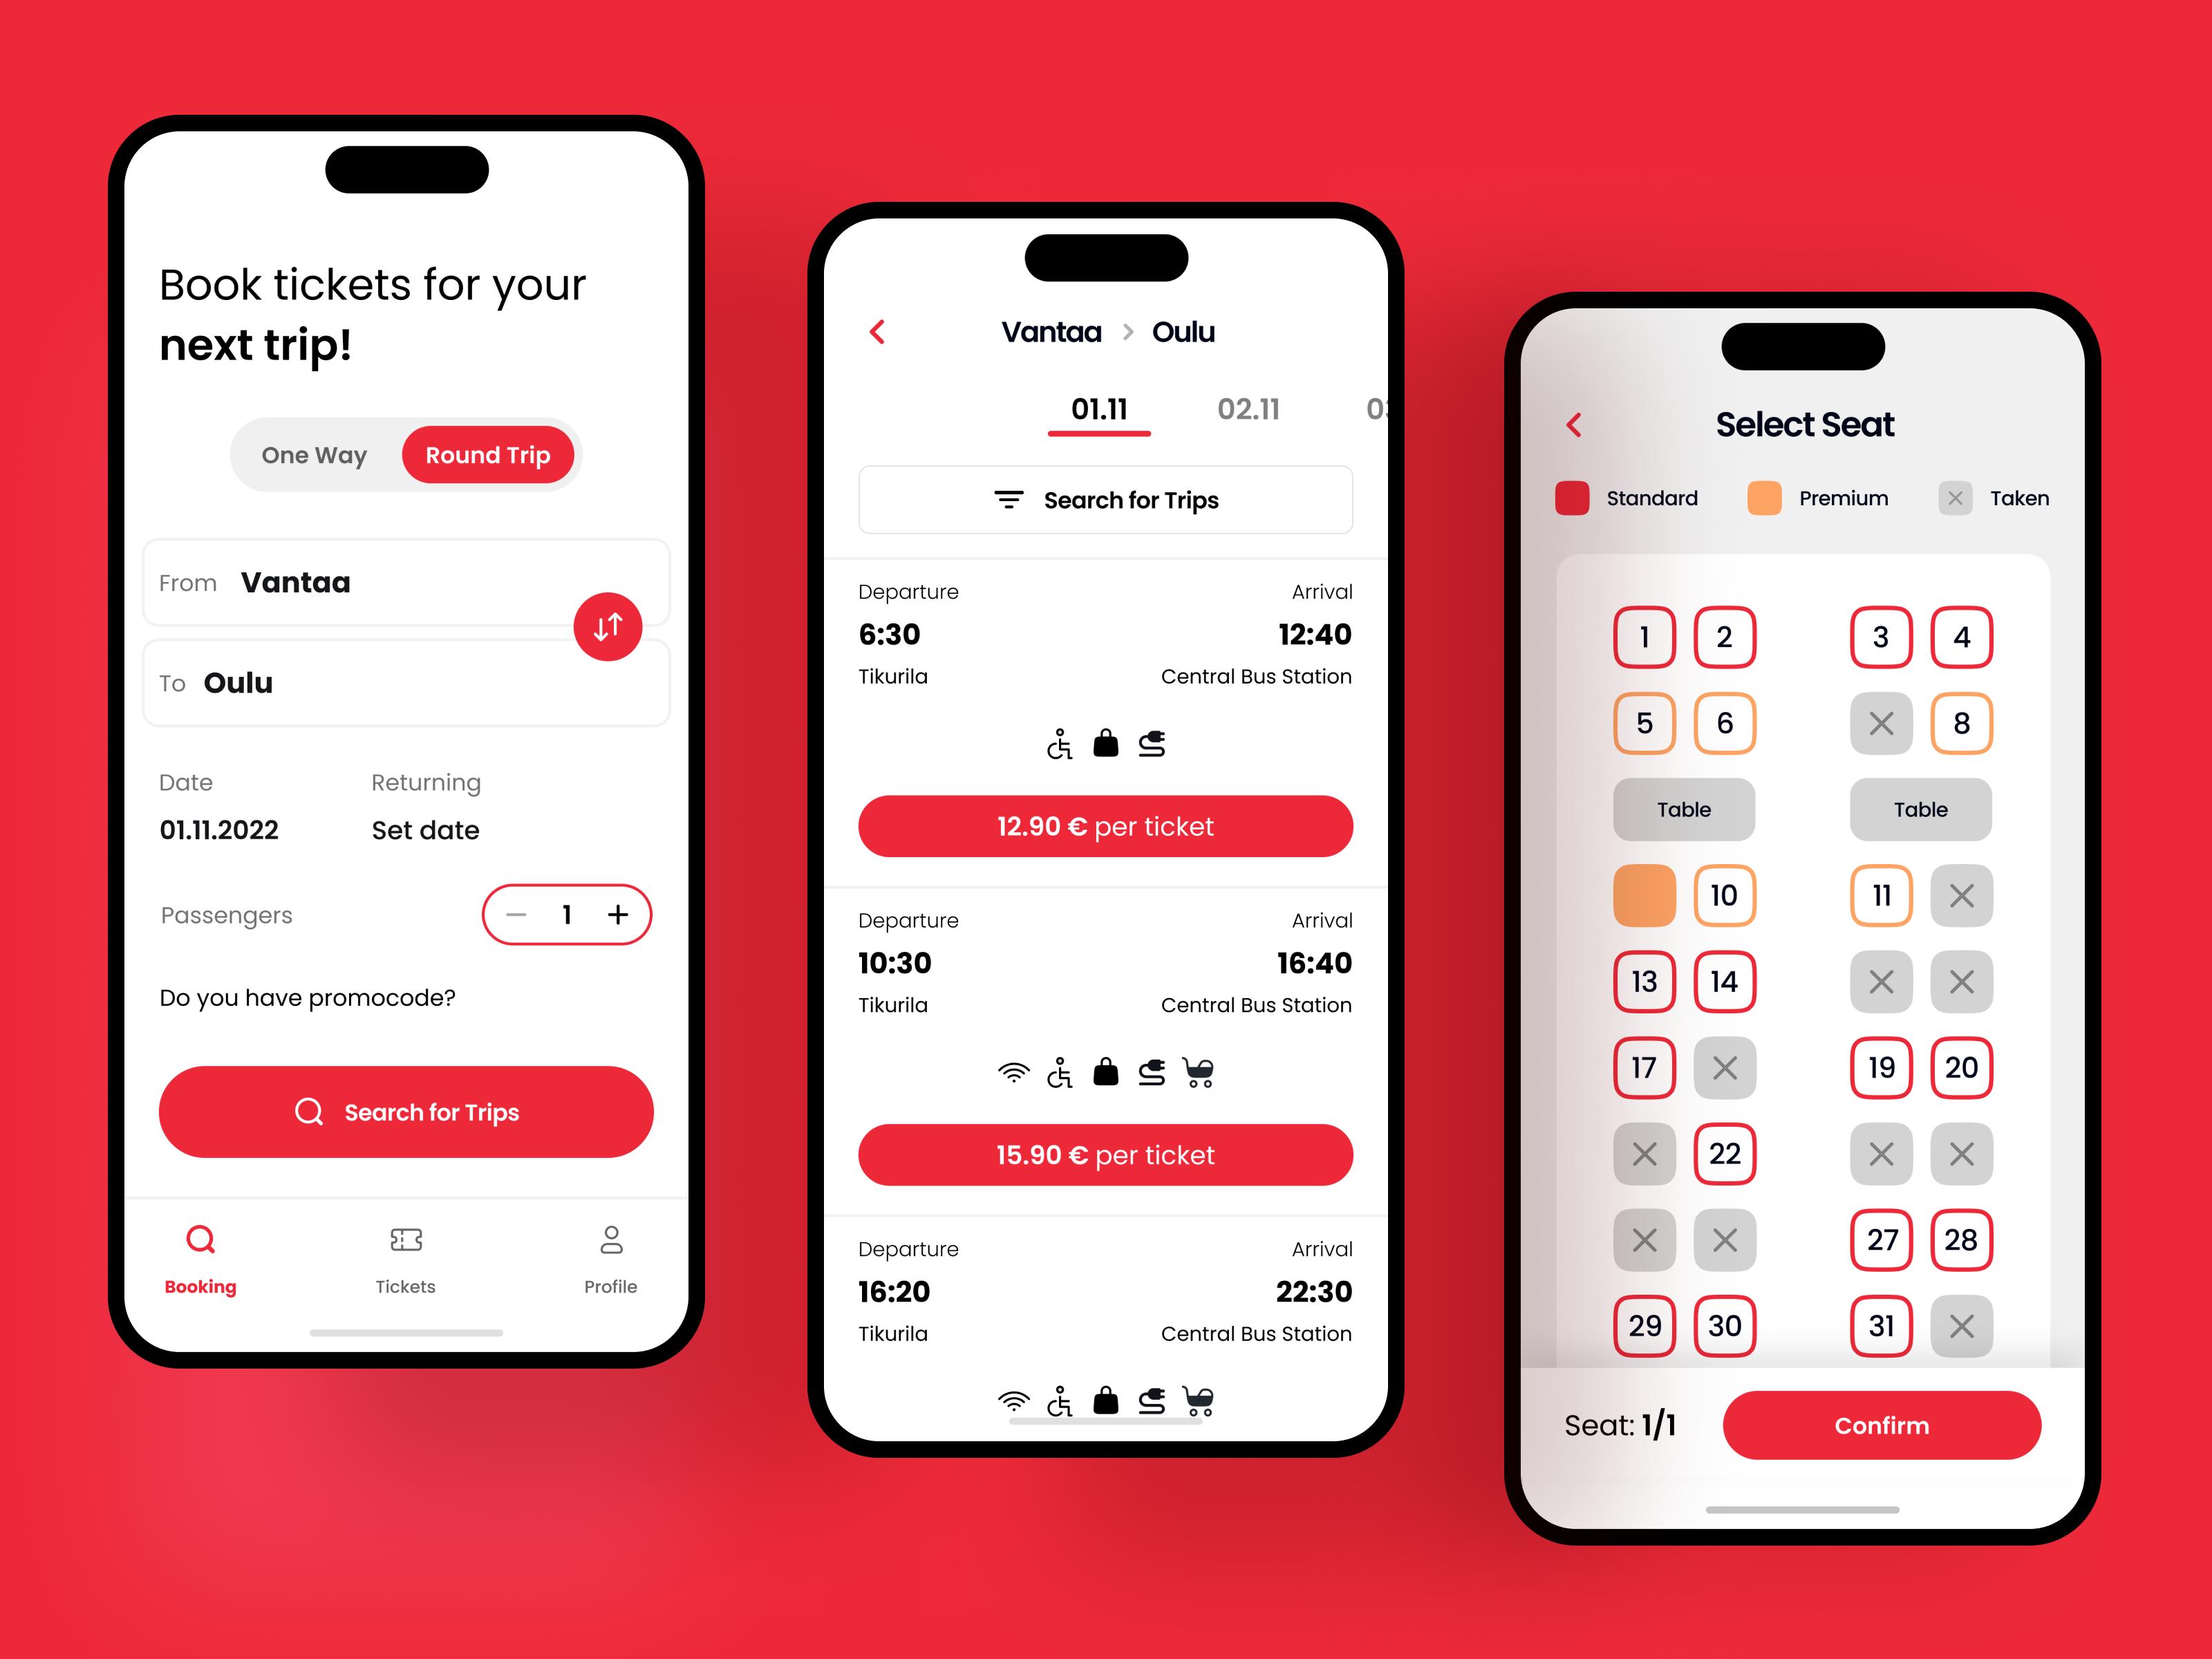 Book tickets for your
next trip!
One Way Round Trip
From Vantaa
To Oulu
Date Returning
01.11.2022 Set date
Passengers 1
Do you have promocode?
Search for Trips
Booking Tickets Profile
Vantaa > Oulu
01.11 02.11
Search for Trips
Departure Arrival
6:30 12:40
Tikurila Central Bus Station
12.90 € per ticket
Departure Arrival
10:30 16:40
Tikurila Central Bus Station
15.90 € per ticket
Departure Arrival
16:20 22:30
Tikurila Central Bus Station
Select Seat
Standard Premium Taken
1 2 3 4
5 6 8
Table Table
10 11
13 14
17 19 20
22
27 28
29 30 31
Seat: 1/1 Confirm